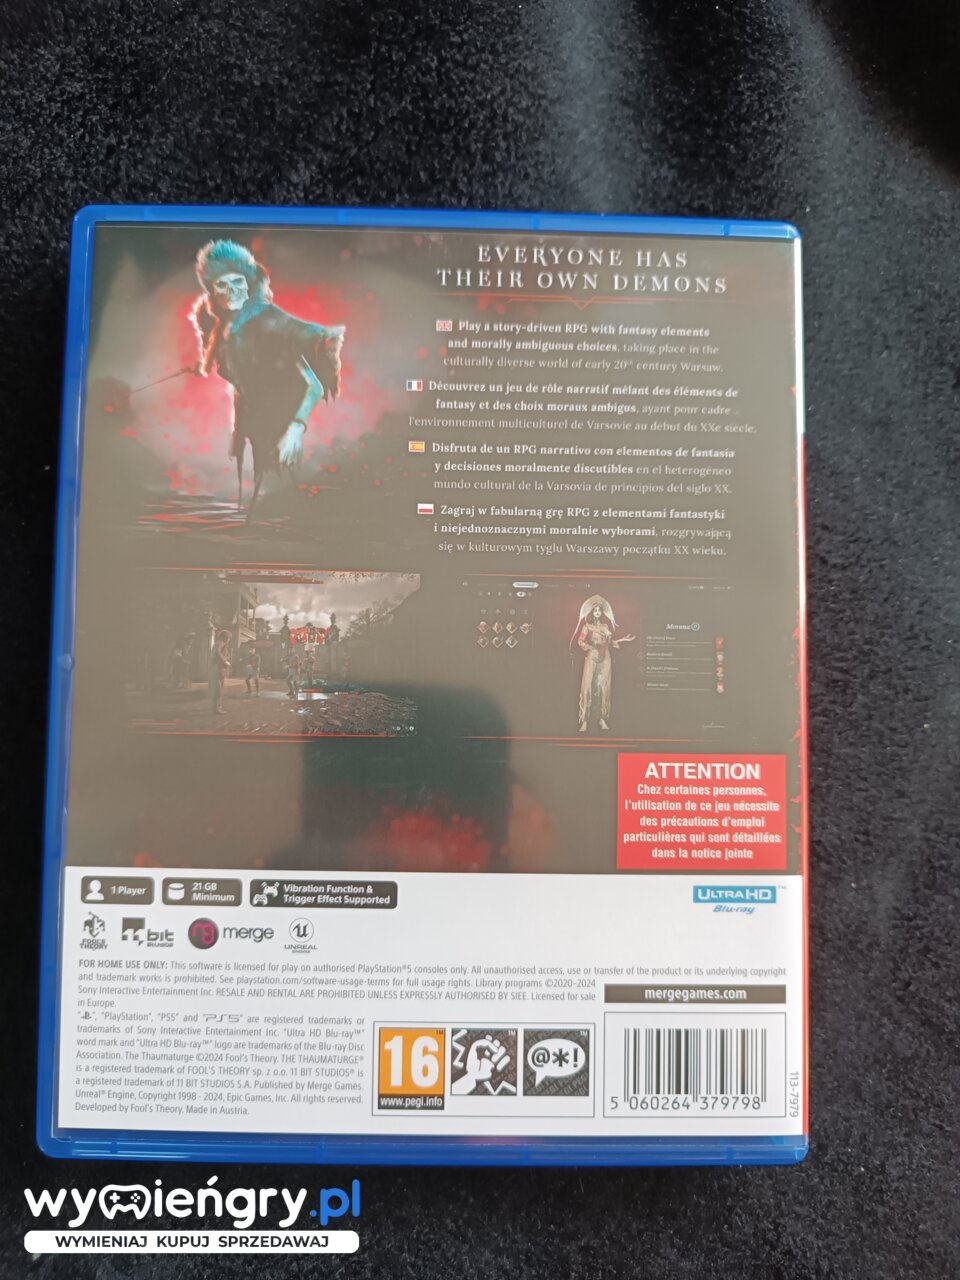 EVERYONE HAS
THEIR OWN DEMONS
Play a story-driven RPG with fantasy elements
and morally ambiguous choices, taking place in the
culturally diverse world of early 20th century Warsaw.
Découvrez un jeu de rôle narratif mêlant des éléments de
fantasy et des choix moraux ambigus, ayant pour cadre
l'environnement multiculturel de Varsovie au début du XXe siècle.
Disfruta de un RPG narrativo con elementos de fantasía
y decisiones moralmente discutibles en el heterogéneo
mundo cultural de la Varsovia de principios del siglo XX.
Zagraj w fabularną grę RPG z elementami fantastyki
i niejednoznacznymi moralnie wyborami, rozgrywającą
się w kulturowym tyglu Warszawy początku XX wieku.
Morana
ATTENTION
Chez certaines personnes,
l'utilisation de ce jeu nécessite
des précautions d'emploi
particulières qui sont détaillées
dans la notice jointe
1 Player
21 GB
Minimum
Vibration Function &
Trigger Effect Supported
ULTRA HD™
Blu-ray
FOOL'S
THEORY
bit
STUDIOS
merge
UNREAL
ENGINE
FOR HOME USE ONLY: This software is licensed for play on authorised PlayStation®5 consoles only. All unauthorised access, use or transfer of the product or its underlying copyright
and trademark works is prohibited. See playstation.com/software-usage-terms for full usage rights. Library programs ©2020-2024
Sony Interactive Entertainment Inc. RESALE AND RENTAL ARE PROHIBITED UNLESS EXPRESSLY AUTHORISED BY SIEE. Licensed for sale
in Europe.
mergegames.com
"PS", "PlayStation", "PS5" and "PS5" are registered trademarks or
trademarks of Sony Interactive Entertainment Inc. "Ultra HD Blu-ray™"
word mark and "Ultra HD Blu-ray™" logo are trademarks of the Blu-ray Disc
Association. The Thaumaturge ©2024 Fool's Theory. THE THAUMATURGE®
is a registered trademark of FOOL'S THEORY sp. z o.o. 11 BIT STUDIOS® is
a registered trademark of 11 BIT STUDIOS S.A. Published by Merge Games.
Unreal® Engine, Copyright 1998 - 2024, Epic Games, Inc. All rights reserved.
Developed by Fool's Theory. Made in Austria.
16
www.pegi.info
@*!
5 060264 379798
113-7979
wymieńgry.pl
WYMIENIAJ KUPUJ SPRZEDAWAJ